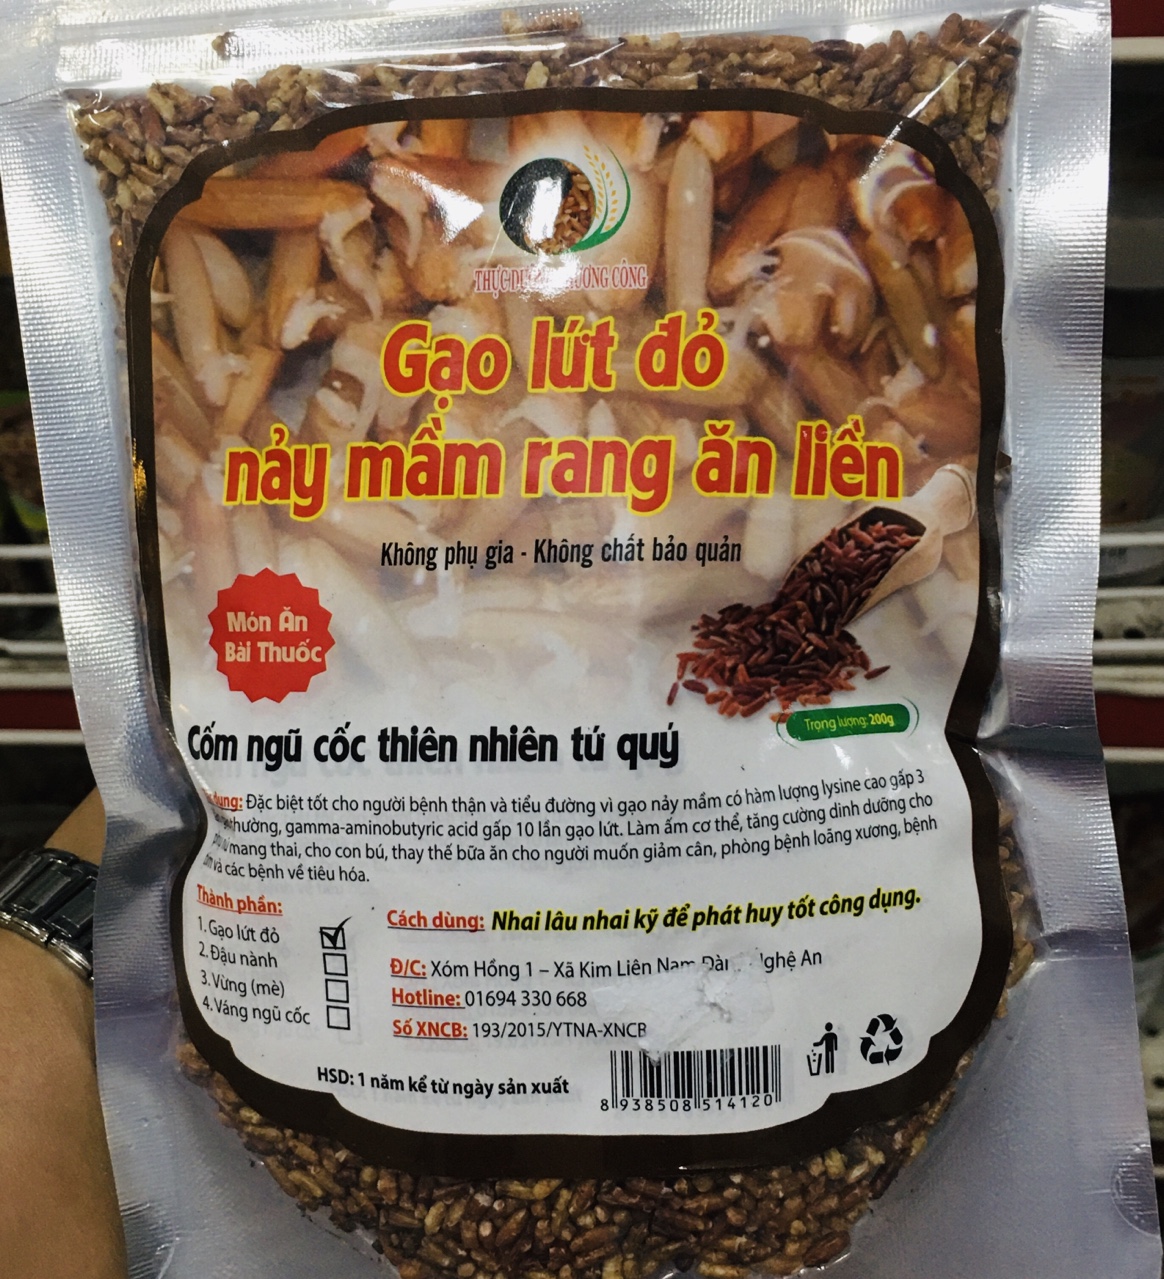 THỰC DƯỠNG ƯƠNG CÔNG
Gạo lứt đỏ
nảy mầm rang ăn liền
Không phụ gia - Không chất bảo quản
Món Ăn
Bài Thuốc
Trọng lượng: 200g
Cốm ngũ cốc thiên nhiên tứ quý
dụng: Đặc biệt tốt cho người bệnh thận và tiểu đường vì gạo nảy mầm có hàm lượng lysine cao gấp 3
thường, gamma-aminobutyric acid gấp 10 lần gạo lứt. Làm ấm cơ thể, tăng cường dinh dưỡng cho
mang thai, cho con bú, thay thế bữa ăn cho người muốn giảm cân, phòng bệnh loãng xương, bệnh
và các bệnh về tiêu hóa.
Thành phần:
1. Gạo lứt đỏ
2. Đậu nành
3. Vừng (mè)
4. Váng ngũ cốc
Cách dùng: Nhai lâu nhai kỹ để phát huy tốt công dụng.
Đ/C: Xóm Hồng 1 – Xã Kim Liên Nam Nghệ An
Hotline: 01694 330 668
Số XNCB: 193/2015/YTNA-XNCB
HSD: 1 năm kể từ ngày sản xuất
8 938508 514120